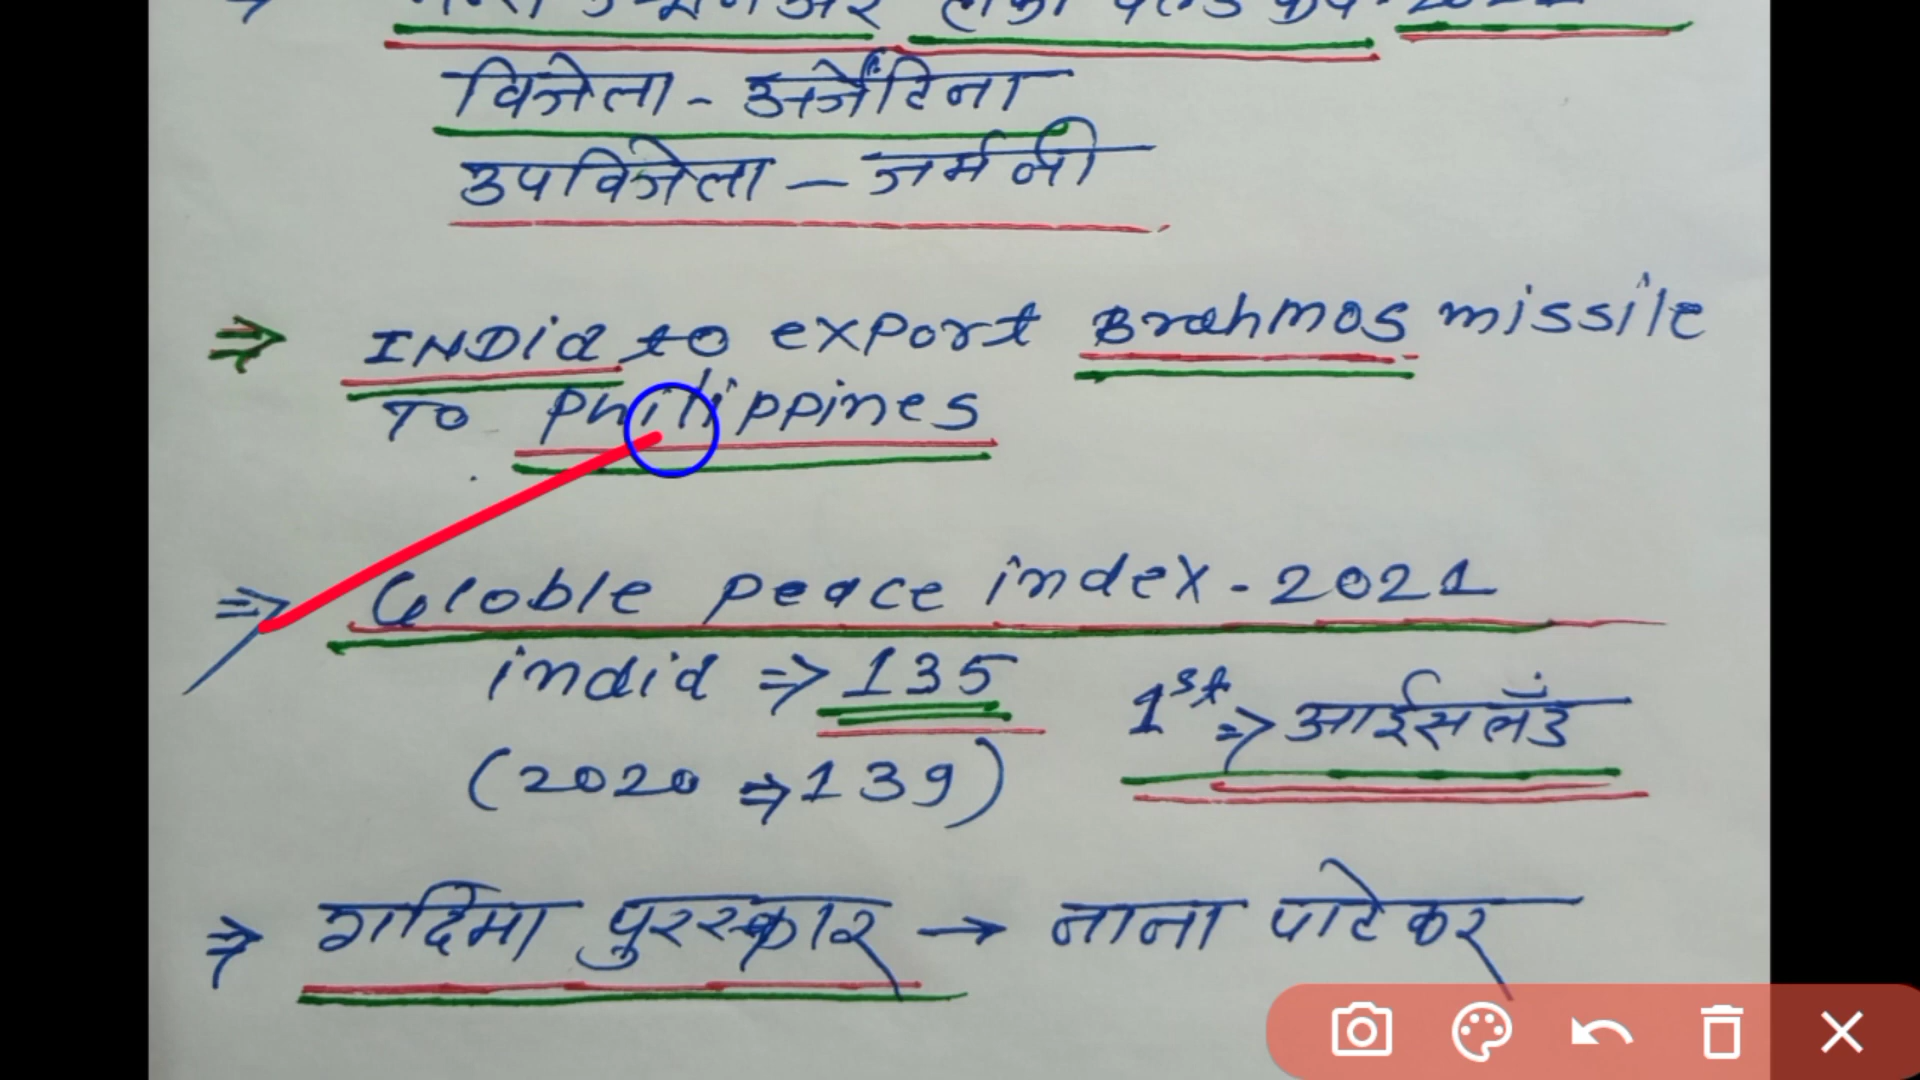 विजेता - अर्जेंटिना
उपविजेता – जर्मनी
⇒ INDia to export Brahmos missile
To philippines
⇒ Globle peace index - 2021
india ⇒ 135
(2020 ⇒ 139)
1st ⇒ आईसलँड
⇒ गदिमा पुरस्कार → नाना पाटेकर